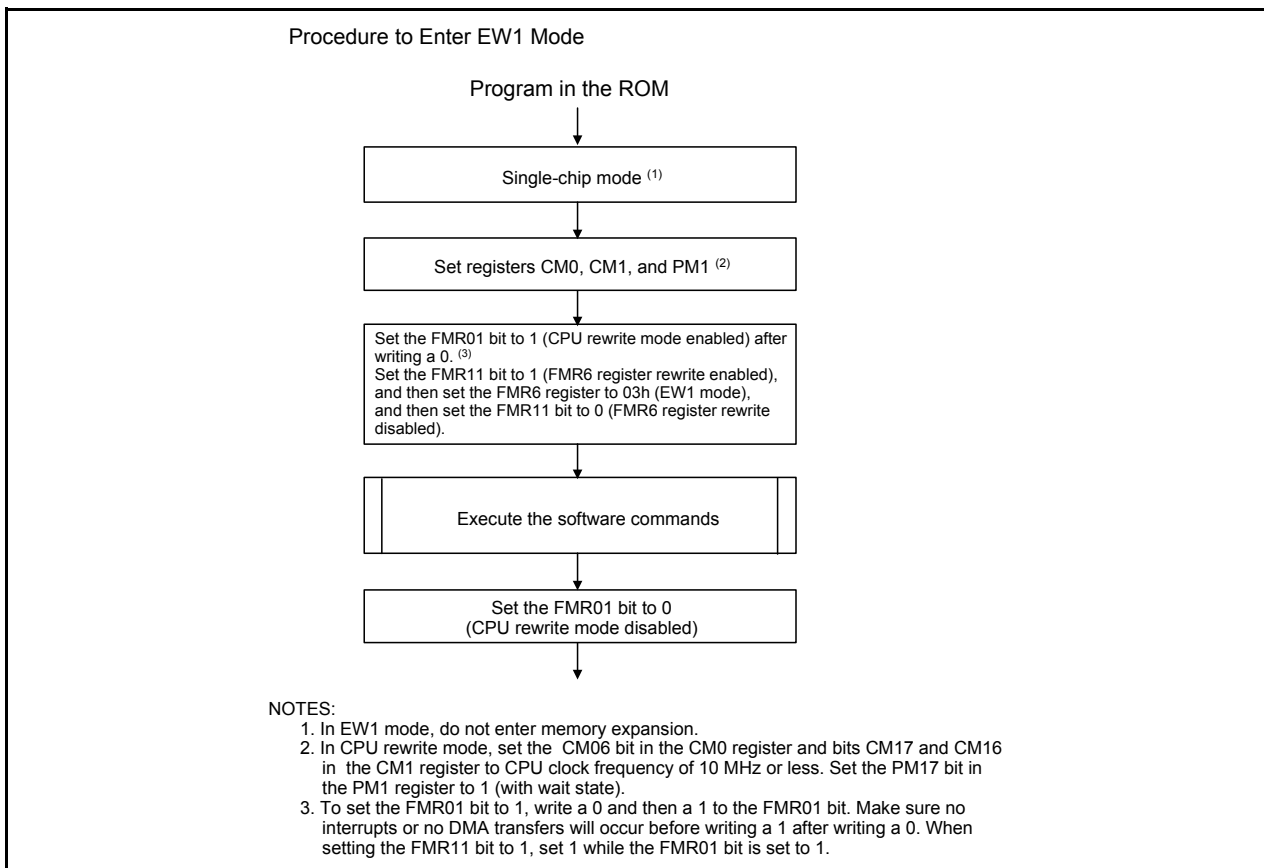 Procedure to Enter EW1 Mode
Program in the ROM
Single-chip mode (1)
Set registers CM0, CM1, and PM1 (2)
Set the FMR01 bit to 1 (CPU rewrite mode enabled) after
writing a 0. (3)
Set the FMR11 bit to 1 (FMR6 register rewrite enabled),
and then set the FMR6 register to 03h (EW1 mode),
and then set the FMR11 bit to 0 (FMR6 register rewrite
disabled).
Execute the software commands
Set the FMR01 bit to 0
(CPU rewrite mode disabled)
NOTES:
1. In EW1 mode, do not enter memory expansion.
2. In CPU rewrite mode, set the CM06 bit in the CM0 register and bits CM17 and CM16
in the CM1 register to CPU clock frequency of 10 MHz or less. Set the PM17 bit in
the PM1 register to 1 (with wait state).
3. To set the FMR01 bit to 1, write a 0 and then a 1 to the FMR01 bit. Make sure no
interrupts or no DMA transfers will occur before writing a 1 after writing a 0. When
setting the FMR11 bit to 1, set 1 while the FMR01 bit is set to 1.